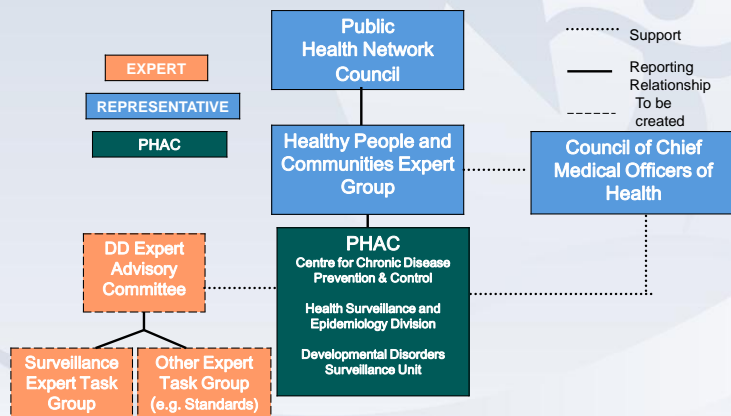 Public
Health Network
Council
Support
Reporting
Relationship
To be
created
EXPERT
REPRESENTATIVE
PHAC
Healthy People and
Communities Expert
Group
Council of Chief
Medical Officers of
Health
DD Expert
Advisory
Committee
PHAC
Centre for Chronic Disease
Prevention & Control
Health Surveillance and
Epidemiology Division
Developmental Disorders
Surveillance Unit
Surveillance
Expert Task
Group
Other Expert
Task Group
(e.g. Standards)